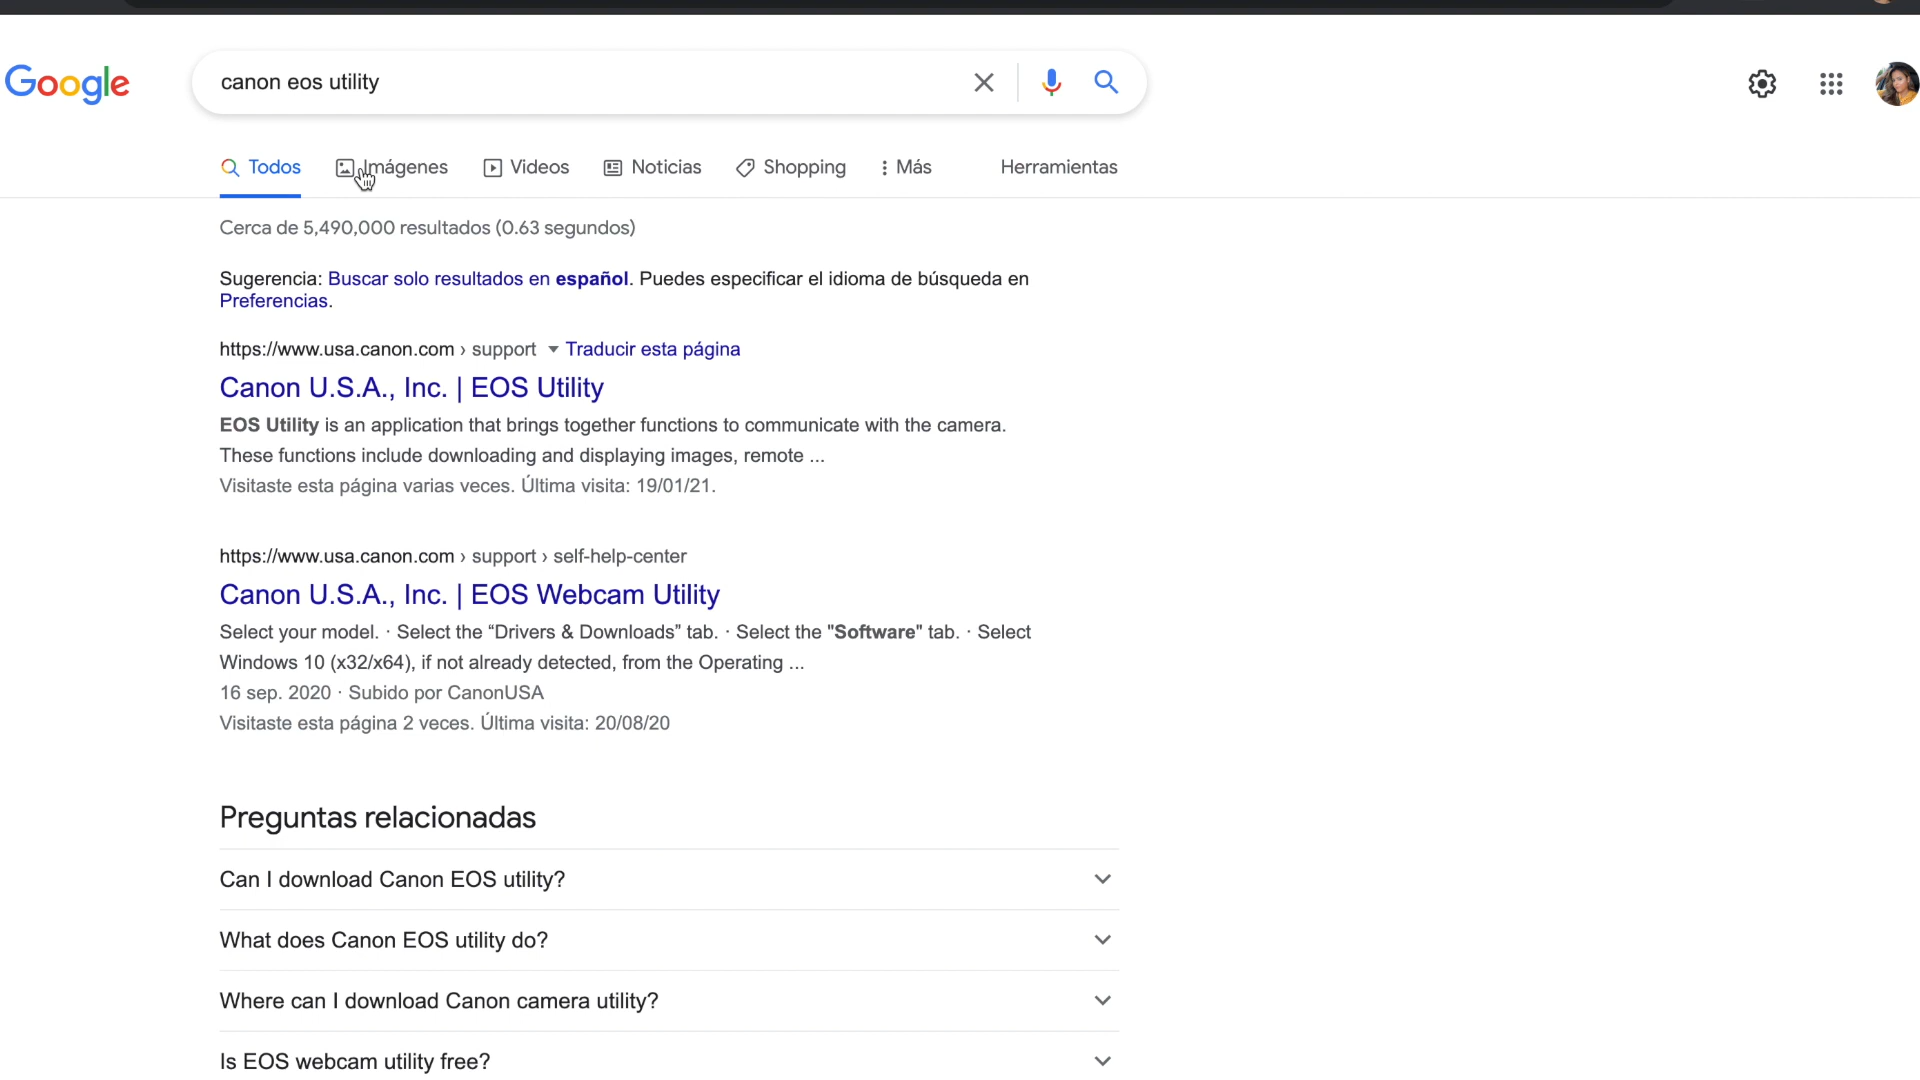 Google
canon eos utility
Todos Imágenes Videos Noticias Shopping Más Herramientas
Cerca de 5,490,000 resultados (0.63 segundos)
Sugerencia: Buscar solo resultados en español. Puedes especificar el idioma de búsqueda en
Preferencias.
https://www.usa.canon.com › support Traducir esta página
Canon U.S.A., Inc. | EOS Utility
EOS Utility is an application that brings together functions to communicate with the camera.
These functions include downloading and displaying images, remote ...
Visitaste esta página varias veces. Última visita: 19/01/21.
https://www.usa.canon.com › support › self-help-center
Canon U.S.A., Inc. | EOS Webcam Utility
Select your model. · Select the “Drivers & Downloads” tab. · Select the "Software" tab. · Select
Windows 10 (x32/x64), if not already detected, from the Operating ...
16 sep. 2020 · Subido por CanonUSA
Visitaste esta página 2 veces. Última visita: 20/08/20
Preguntas relacionadas
Can I download Canon EOS utility?
What does Canon EOS utility do?
Where can I download Canon camera utility?
Is EOS webcam utility free?